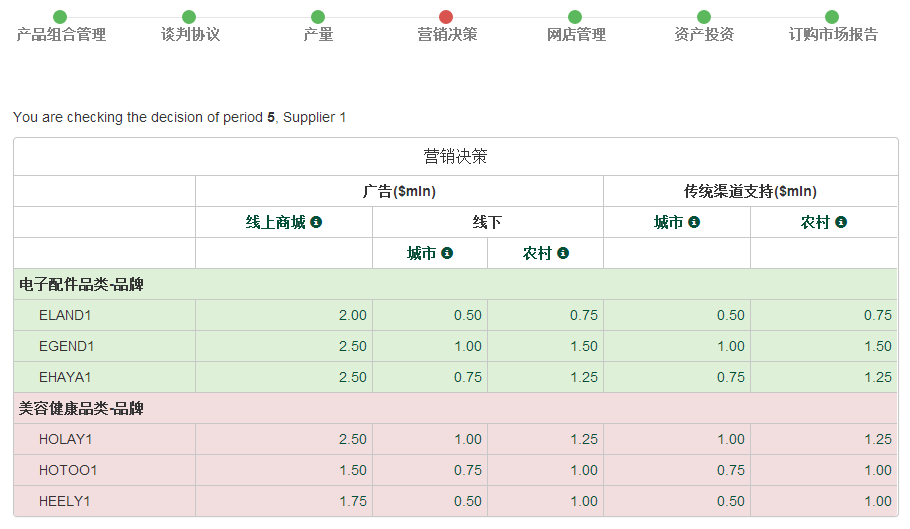 产品组合管理 谈判协议 产量 营销决策 网店管理 资产投资 订购市场报告
You are checking the decision of period 5, Supplier 1
营销决策
广告($mln) 传统渠道支持($mln)
线上商城 线下 城市 农村
城市 农村
电子配件品类-品牌
ELAND1 2.00 0.50 0.75 0.50 0.75
EGEND1 2.50 1.00 1.50 1.00 1.50
EHAYA1 2.50 0.75 1.25 0.75 1.25
美容健康品类-品牌
HOLAY1 2.50 1.00 1.25 1.00 1.25
HOTOO1 1.50 0.75 1.00 0.75 1.00
HEELY1 1.75 0.50 1.00 0.50 1.00